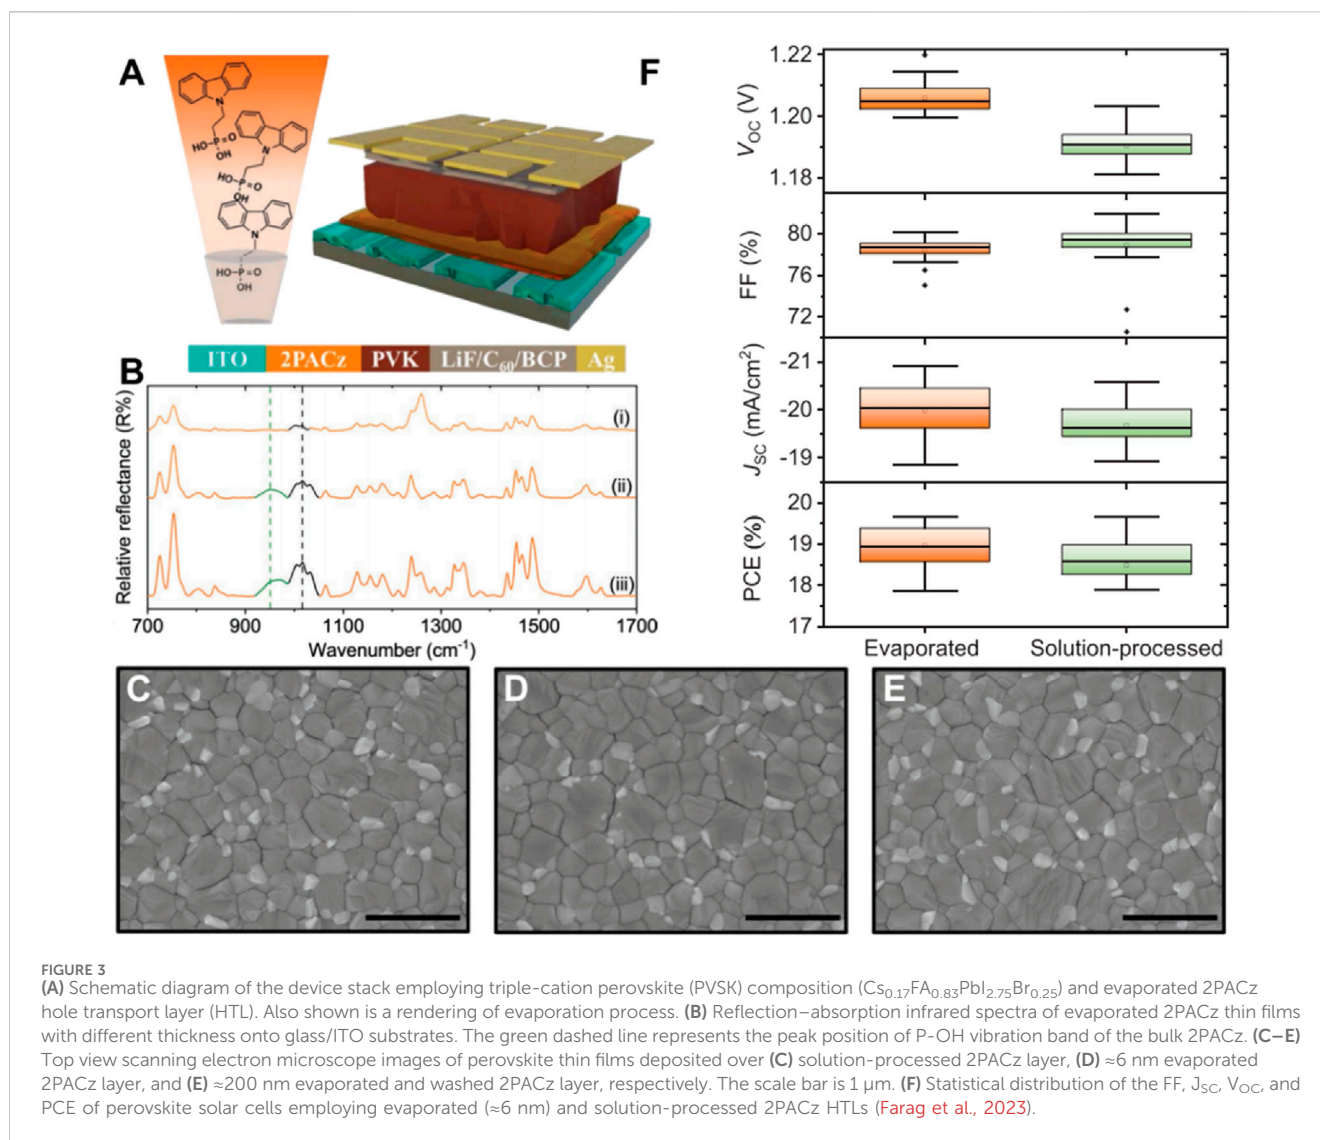 A
HO
P
O
OH
N
HO
P
O
OH
N
HO
P
O
OH
N
ITO 2PACz PVK LiF/C60/BCP Ag
B
Relative reflectance (R%)
(i)
(ii)
(iii)
700 900 1100 1300 1500 1700
Wavenumber (cm-1)
F
VOC (V)
1.22
1.20
1.18
FF (%)
80
76
72
JSC (mA/cm2)
-21
-20
-19
PCE (%)
20
19
18
17
Evaporated Solution-processed
C
D
E
FIGURE 3
(A) Schematic diagram of the device stack employing triple-cation perovskite (PVSK) composition (Cs0.17FA0.83PbI2.75Br0.25) and evaporated 2PACz
hole transport layer (HTL). Also shown is a rendering of evaporation process. (B) Reflection–absorption infrared spectra of evaporated 2PACz thin films
with different thickness onto glass/ITO substrates. The green dashed line represents the peak position of P-OH vibration band of the bulk 2PACz. (C–E)
Top view scanning electron microscope images of perovskite thin films deposited over (C) solution-processed 2PACz layer, (D) ≈6 nm evaporated
2PACz layer, and (E) ≈200 nm evaporated and washed 2PACz layer, respectively. The scale bar is 1 μm. (F) Statistical distribution of the FF, JSC, VOC, and
PCE of perovskite solar cells employing evaporated (≈6 nm) and solution-processed 2PACz HTLs (Farag et al., 2023).